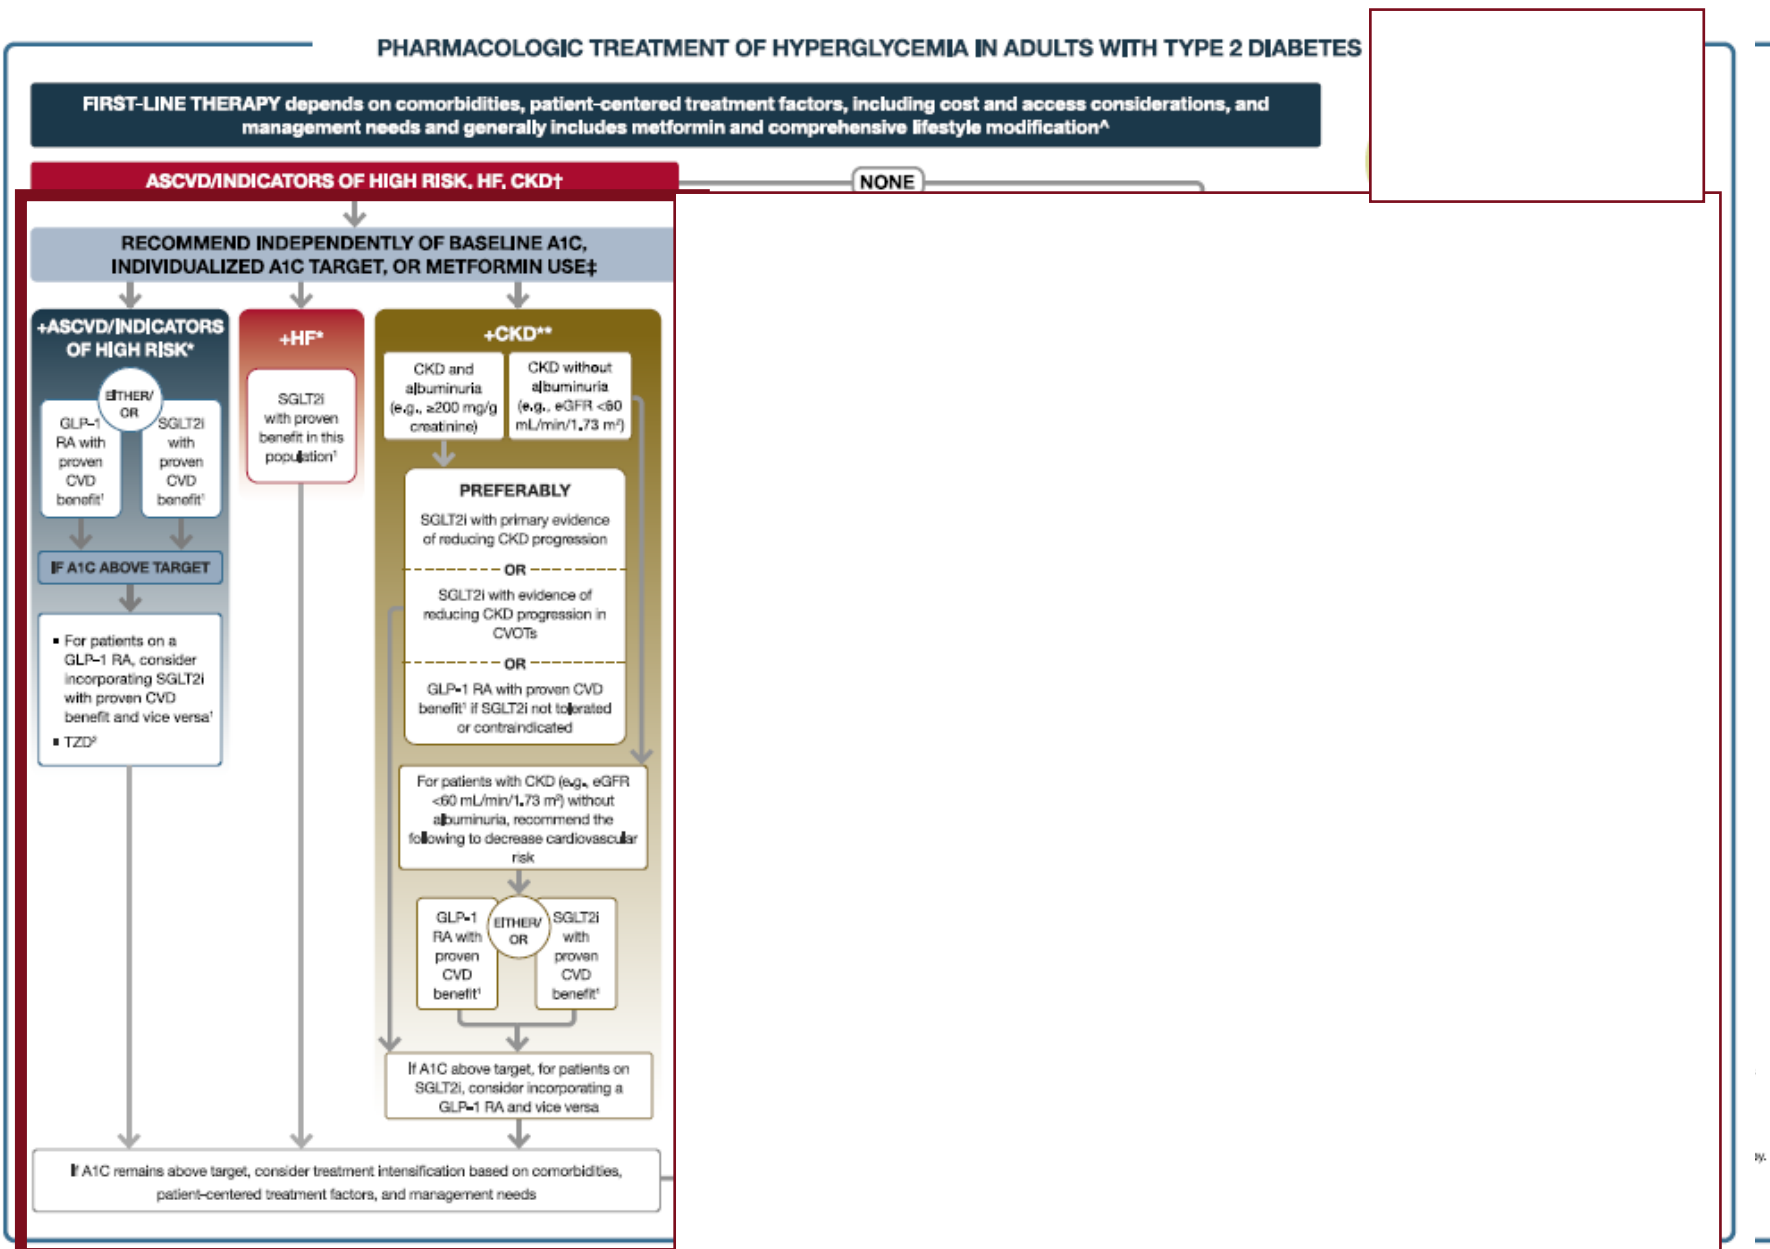 PHARMACOLOGIC TREATMENT OF HYPERGLYCEMIA IN ADULTS WITH TYPE 2 DIABETES
FIRST-LINE THERAPY depends on comorbidities, patient-centered treatment factors, including cost and access considerations, and
management needs and generally includes metformin and comprehensive lifestyle modification^
ASCVD/INDICATORS OF HIGH RISK, HF, CKD†
NONE
RECOMMEND INDEPENDENTLY OF BASELINE A1C,
INDIVIDUALIZED A1C TARGET, OR METFORMIN USE‡
+ASCVD/INDICATORS
OF HIGH RISK*
EITHER/
OR
GLP-1
RA with
proven
CVD
benefit¹
SGLT2i
with
proven
CVD
benefit¹
IF A1C ABOVE TARGET
▪ For patients on a
GLP-1 RA, consider
incorporating SGLT2i
with proven CVD
benefit and vice versa¹
▪ TZD²
+HF*
SGLT2i
with proven
benefit in this
population¹
+CKD**
CKD and
albuminuria
(e.g., ≥200 mg/g
creatinine)
CKD without
albuminuria
(e.g., eGFR <60
mL/min/1.73 m²)
PREFERABLY
SGLT2i with primary evidence
of reducing CKD progression
OR
SGLT2i with evidence of
reducing CKD progression in
CVOTs
OR
GLP-1 RA with proven CVD
benefit¹ if SGLT2i not tolerated
or contraindicated
For patients with CKD (e.g., eGFR
<60 mL/min/1.73 m²) without
albuminuria, recommend the
following to decrease cardiovascular
risk
GLP-1
RA with
proven
CVD
benefit¹
EITHER/
OR
SGLT2i
with
proven
CVD
benefit¹
If A1C above target, for patients on
SGLT2i, consider incorporating a
GLP-1 RA and vice versa
If A1C remains above target, consider treatment intensification based on comorbidities,
patient-centered treatment factors, and management needs